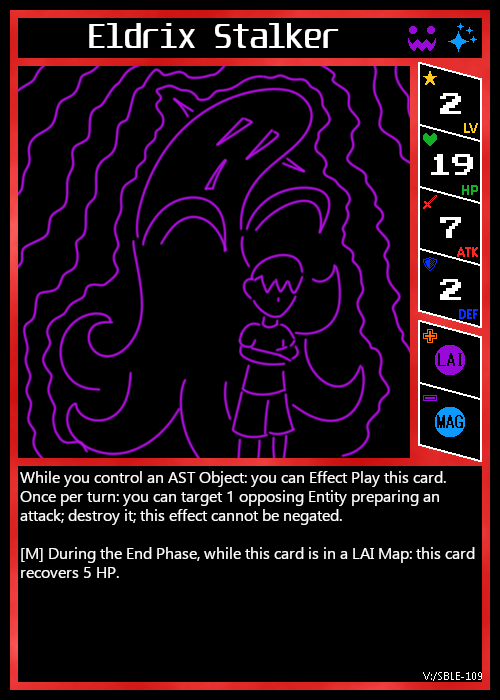 Eldrix Stalker
2
LV
19
HP
7
ATK
2
DEF
LAI
MAG
While you control an AST Object: you can Effect Play this card.
Once per turn: you can target 1 opposing Entity preparing an
attack; destroy it; this effect cannot be negated.
[M] During the End Phase, while this card is in a LAI Map: this card
recovers 5 HP.
V:/SBLE-109